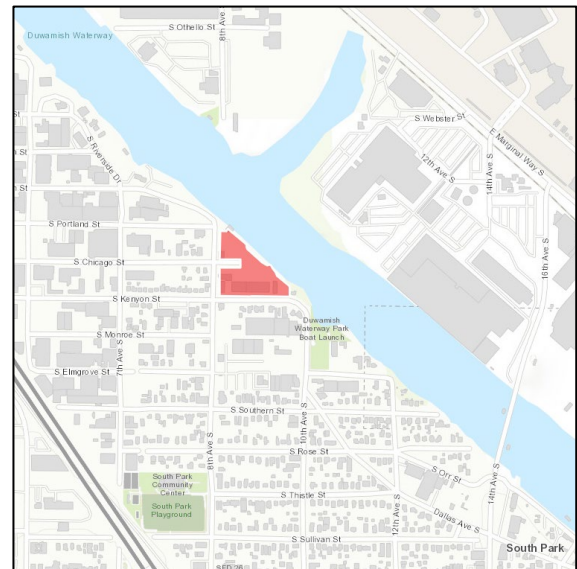 S Othello St
8th Ave S
Duwamish Waterway
S Webster St
E Marginal Way S
S Riverside Dr
12th Ave S
14th Ave S
St
S Portland St
16th Ave S
S Chicago St
S Kenyon St
Duwamish
Waterway Park
Boat Launch
S Monroe St
7th Ave S
S Elmgrove St
S Southern St
8th Ave S
10th Ave S
S Rose St
S Orr St
South Park
Community
Center
S Thistle St
12th Ave S
14th Ave S
South Park
Playground
Dallas Ave S
S Sullivan St
South Park